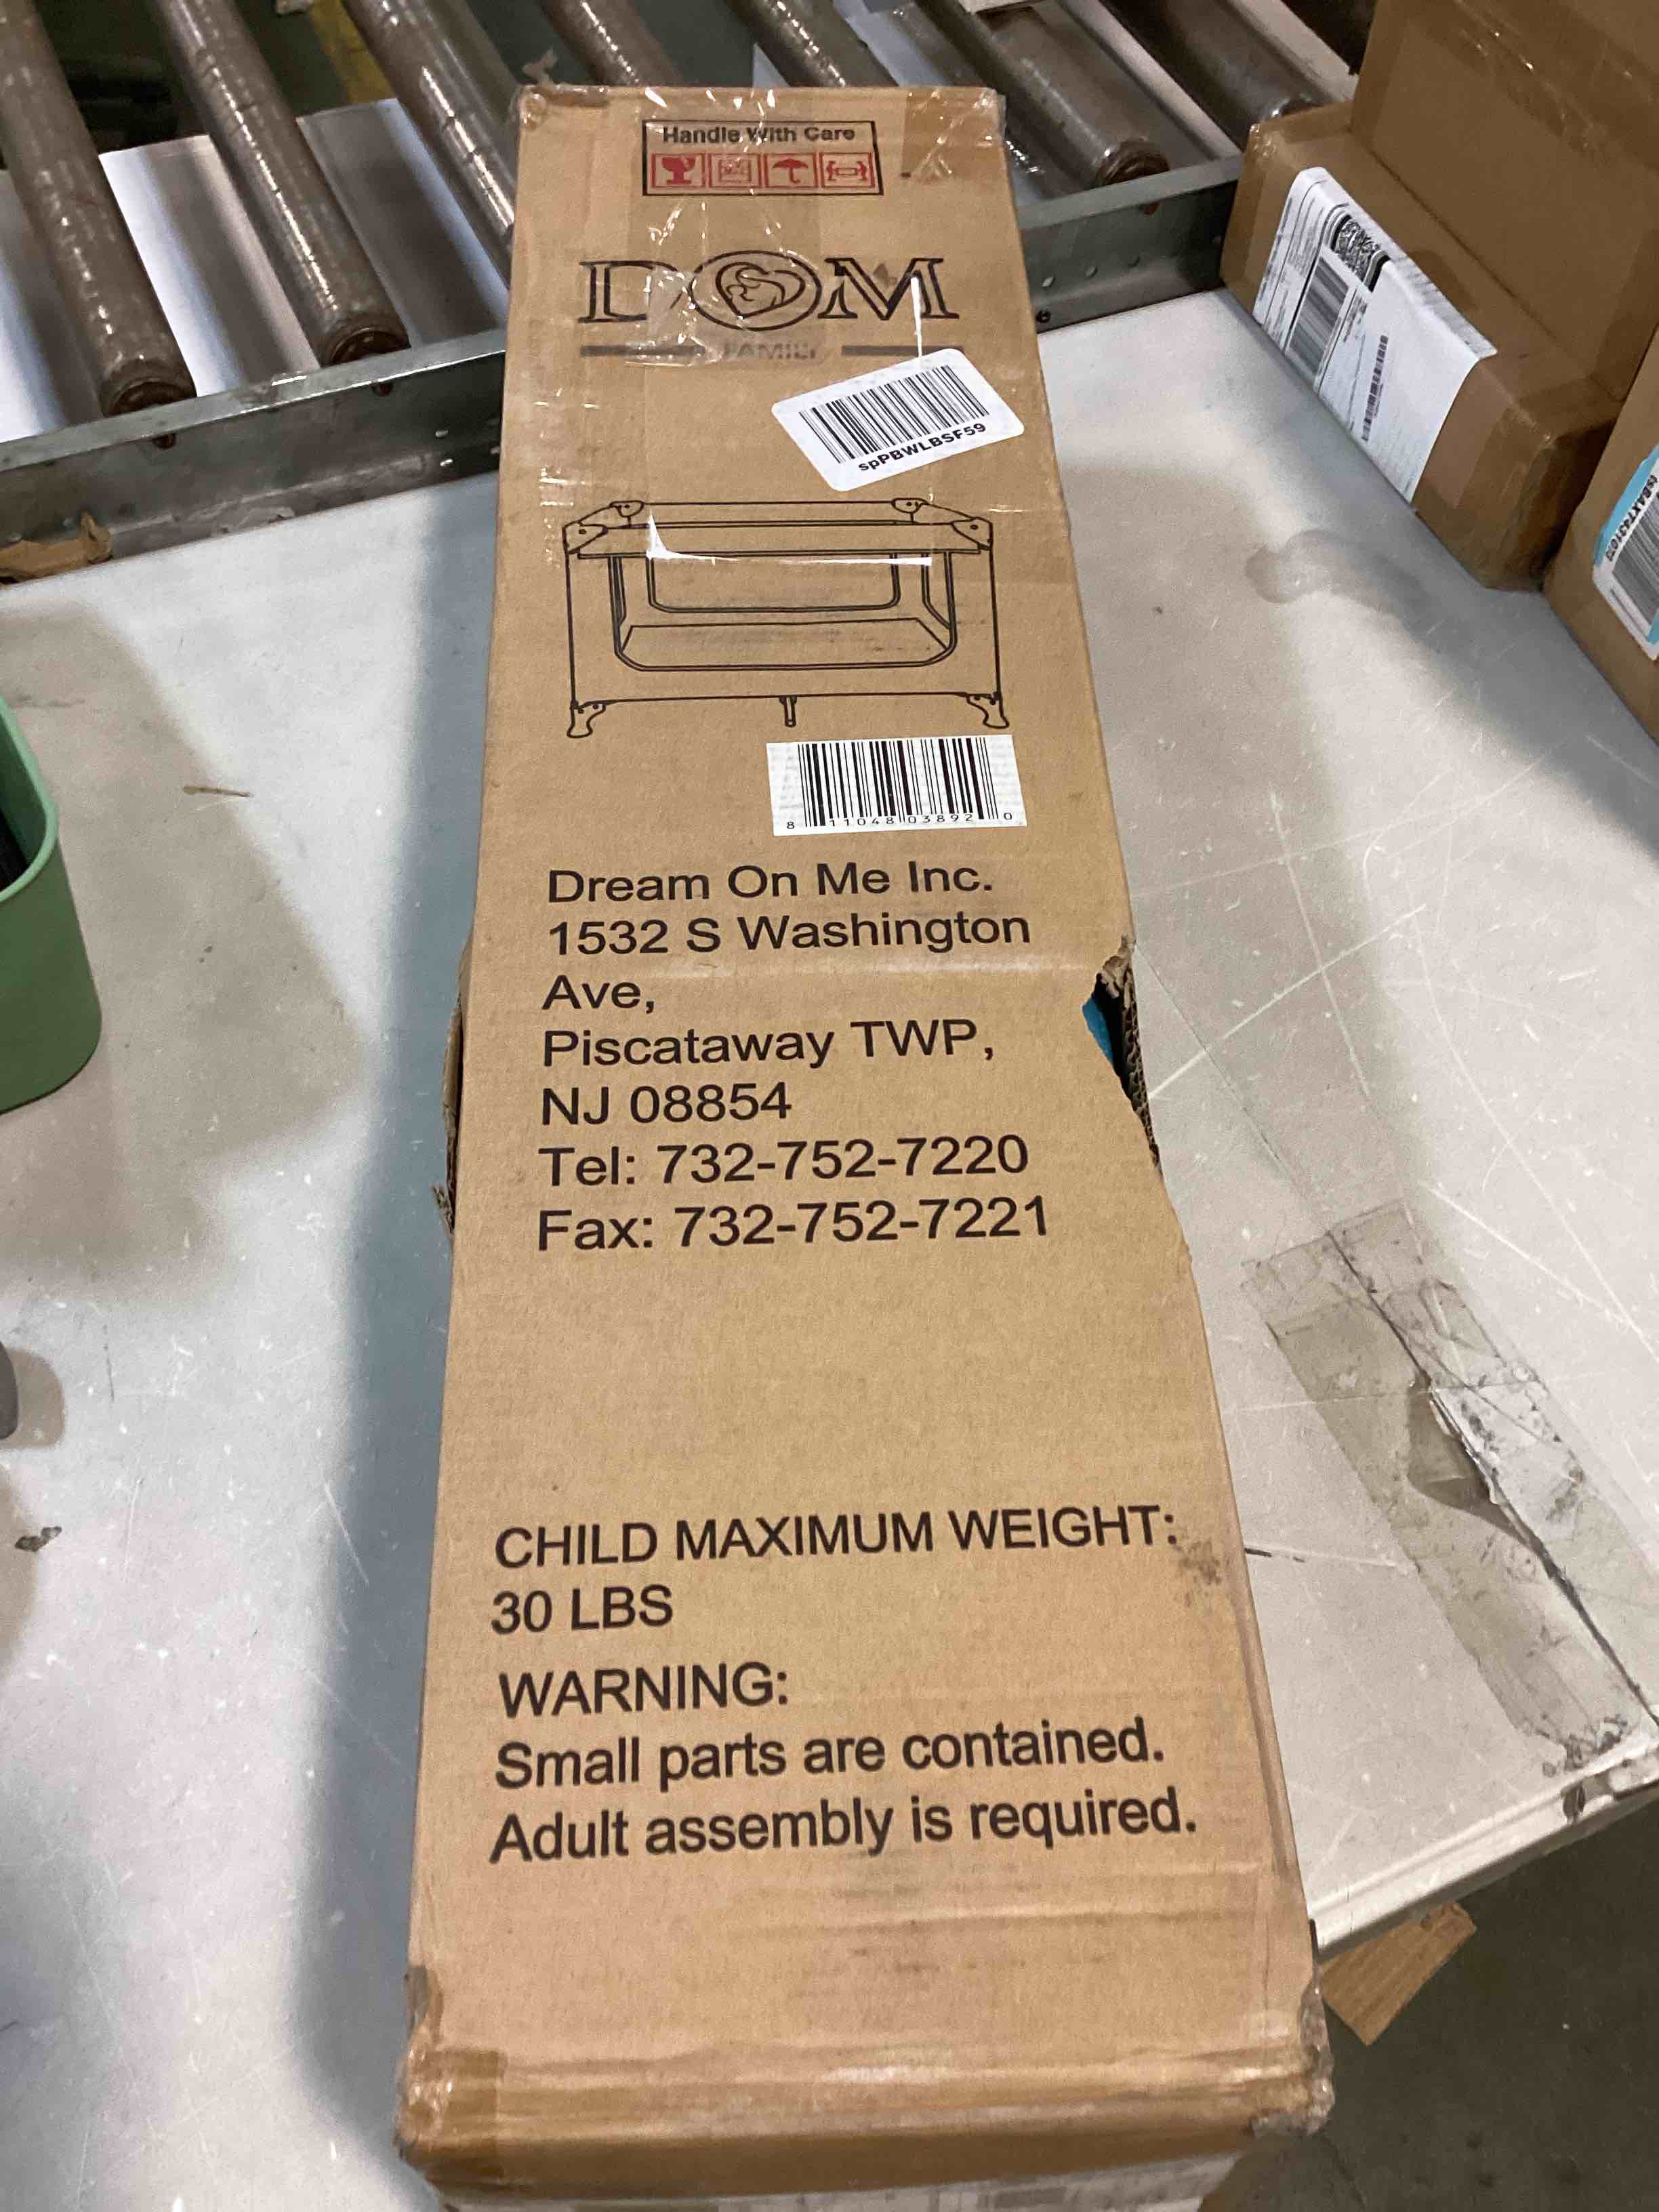 Handle With Care
DOM
FAMILY
spPBWLBSF59
8 11048 03892 0
Dream On Me Inc.
1532 S Washington
Ave,
Piscataway TWP,
NJ 08854
Tel: 732-752-7220
Fax: 732-752-7221
CHILD MAXIMUM WEIGHT:
30 LBS
WARNING:
Small parts are contained.
Adult assembly is required.